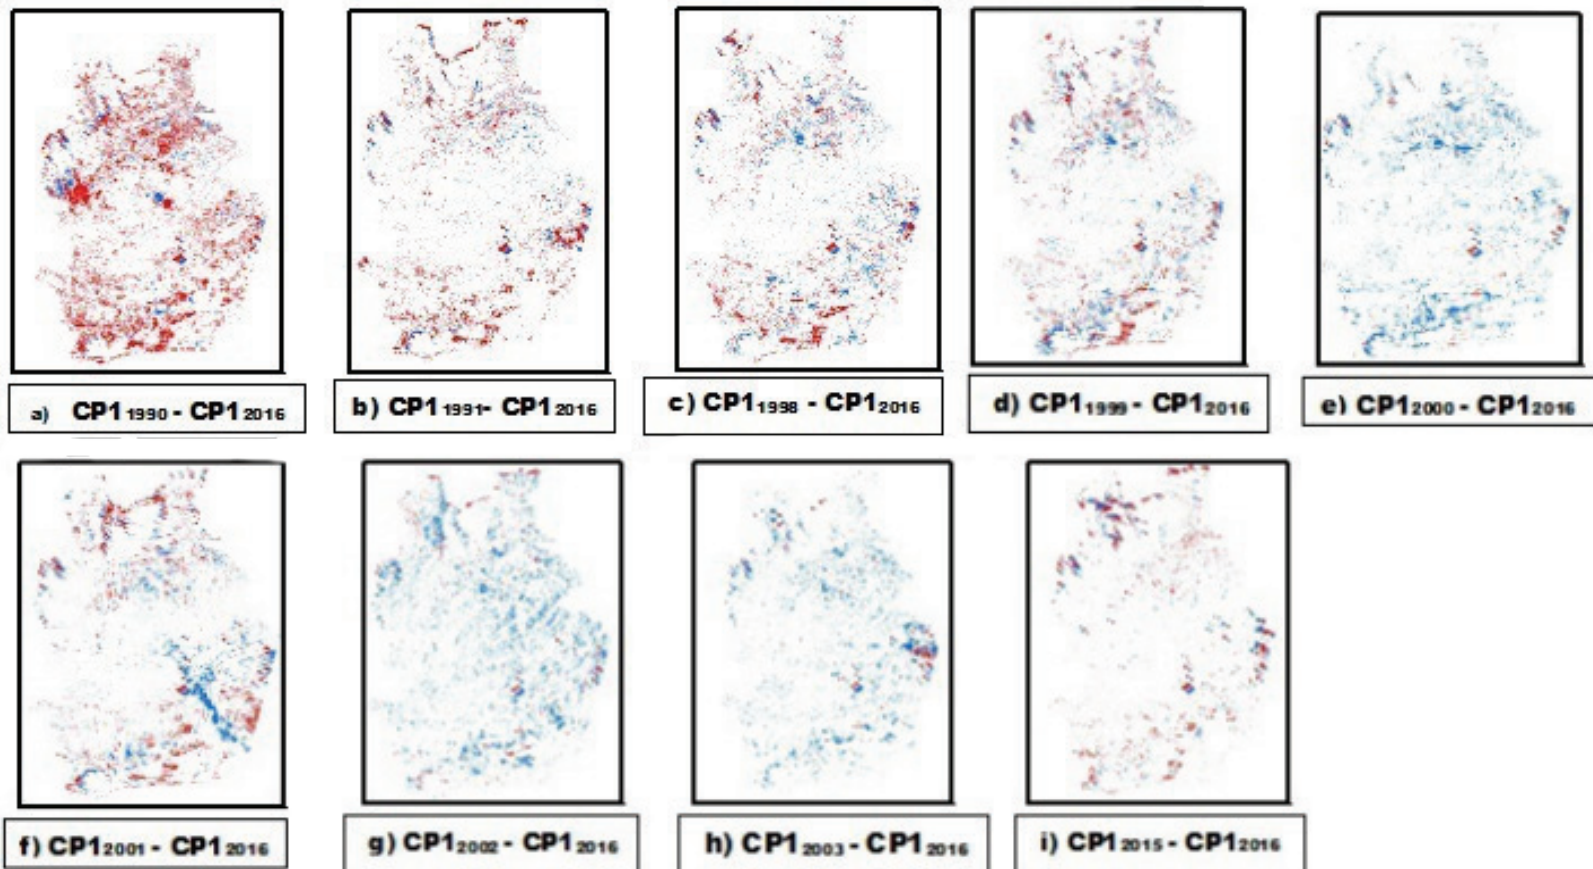 a) CP1 1990 - CP1 2016
b) CP1 1991- CP1 2016
c) CP1 1998 - CP1 2016
d) CP1 1999 - CP1 2016
e) CP1 2000 - CP1 2016
f) CP1 2001 - CP1 2016
g) CP1 2002 - CP1 2016
h) CP1 2003 - CP1 2016
i) CP1 2015 - CP1 2016